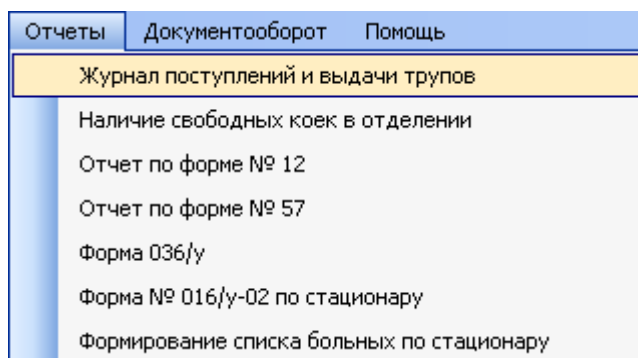 Отчеты Документооборот Помощь
Журнал поступлений и выдачи трупов
Наличие свободных коек в отделении
Отчет по форме № 12
Отчет по форме № 57
Форма 036/у
Форма № 016/у-02 по стационару
Формирование списка больных по стационару